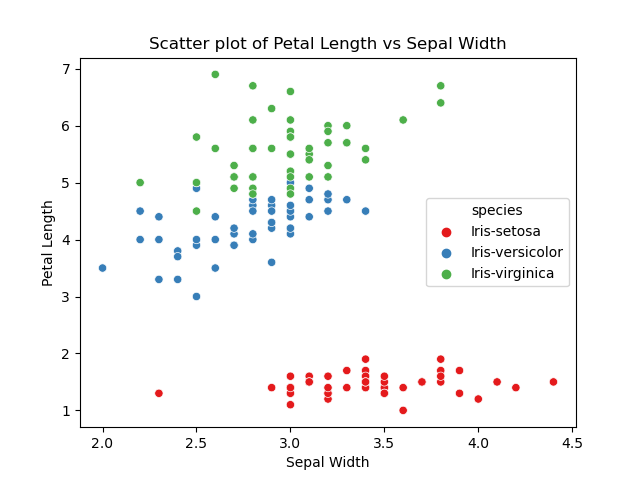 Scatter plot of Petal Length vs Sepal Width
7
6
5
4
3
2
1
Petal Length
species
Iris-setosa
Iris-versicolor
Iris-virginica
2.0 2.5 3.0 3.5 4.0 4.5
Sepal Width